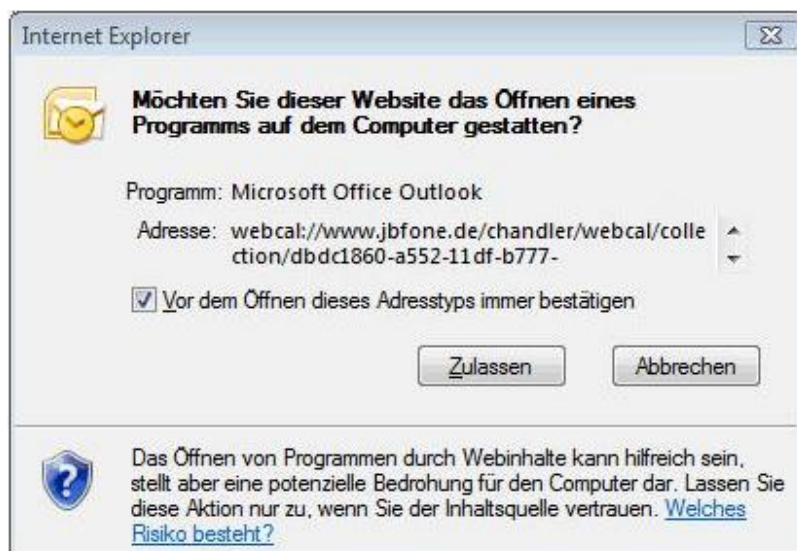 Internet Explorer
Möchten Sie dieser Website das Öffnen eines
Programms auf dem Computer gestatten?
Programm: Microsoft Office Outlook
Adresse: webcal://www.jbfone.de/chandler/webcal/colle
ction/dbdc1860-a552-11df-b777-
Vor dem Öffnen dieses Adresstyps immer bestätigen
Zulassen Abbrechen
Das Öffnen von Programmen durch Webinhalte kann hilfreich sein,
stellt aber eine potenzielle Bedrohung für den Computer dar. Lassen Sie
diese Aktion nur zu, wenn Sie der Inhaltsquelle vertrauen. Welches
Risiko besteht?